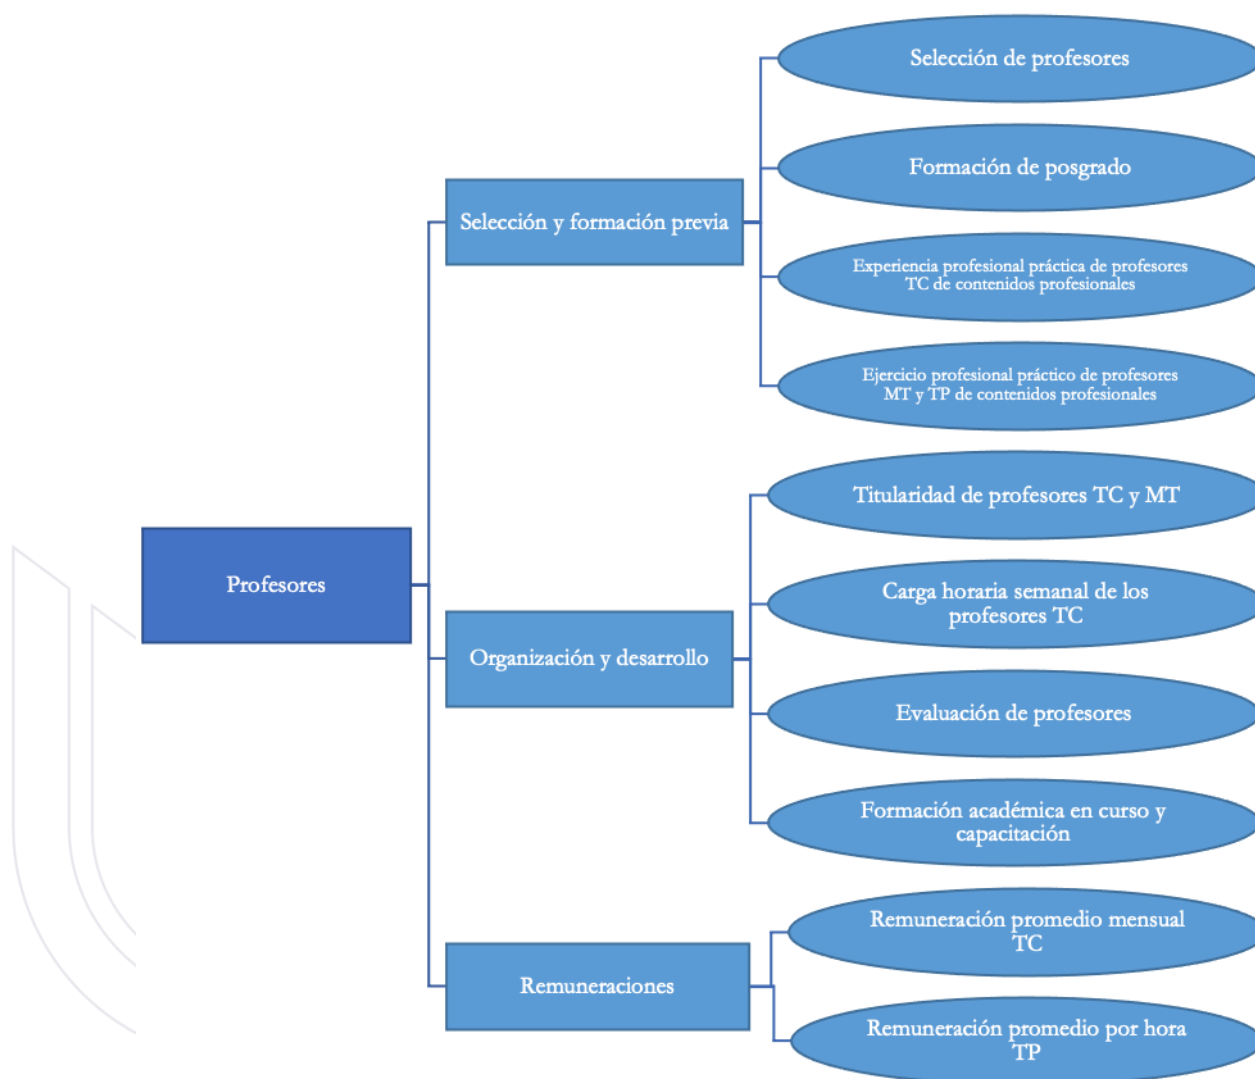 Selección de profesores
Formación de posgrado
Selección y formación previa
Experiencia profesional práctica de profesores
TC de contenidos profesionales
Ejercicio profesional práctico de profesores
MT y TP de contenidos profesionales
Titularidad de profesores TC y MT
Profesores
Carga horaria semanal de los
profesores TC
Organización y desarrollo
Evaluación de profesores
Formación académica en curso y
capacitación
Remuneración promedio mensual
TC
Remuneraciones
Remuneración promedio por hora
TP